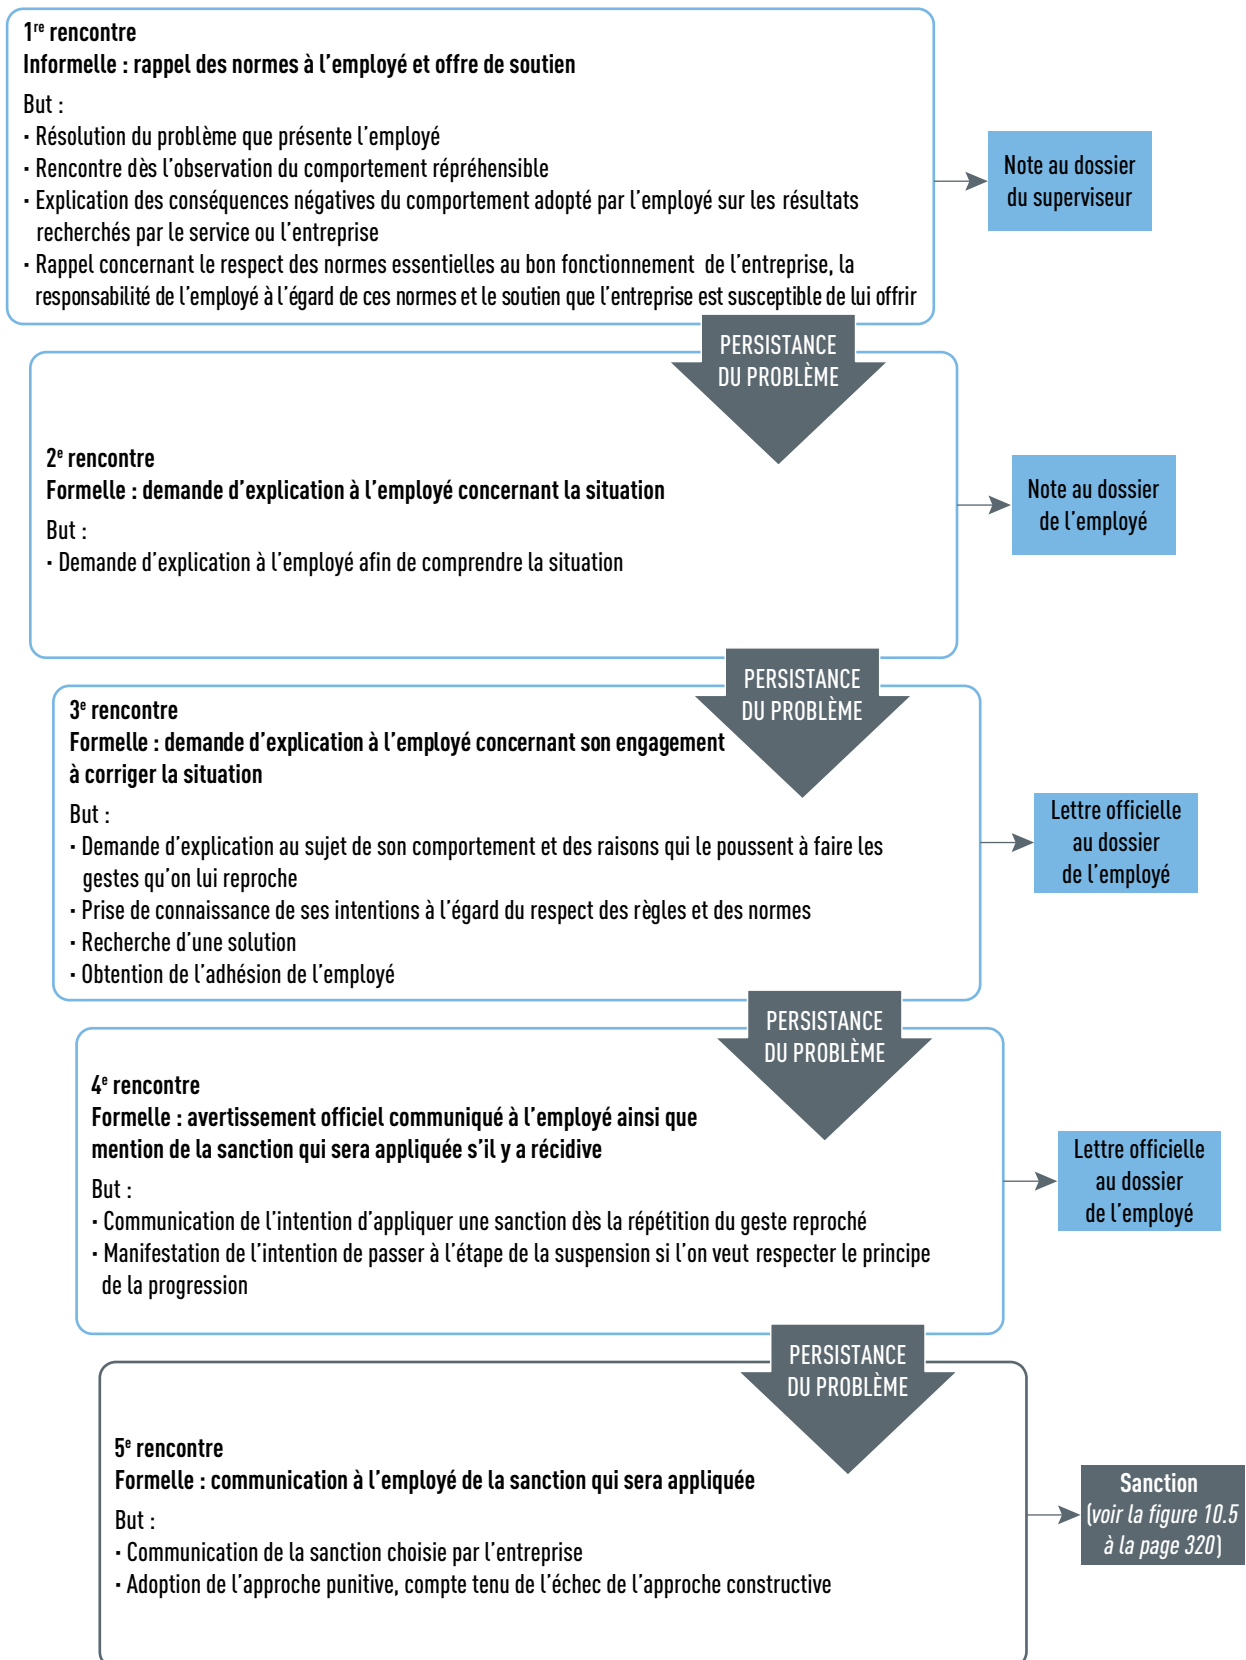 1re rencontre
Informelle : rappel des normes à l’employé et offre de soutien
But :
· Résolution du problème que présente l’employé
· Rencontre dès l’observation du comportement répréhensible
· Explication des conséquences négatives du comportement adopté par l’employé sur les résultats
recherchés par le service ou l’entreprise
· Rappel concernant le respect des normes essentielles au bon fonctionnement de l’entreprise, la
responsabilité de l’employé à l’égard de ces normes et le soutien que l’entreprise est susceptible de lui offrir
Note au dossier
du superviseur
PERSISTANCE
DU PROBLÈME
2e rencontre
Formelle : demande d’explication à l’employé concernant la situation
But :
· Demande d’explication à l’employé afin de comprendre la situation
Note au dossier
de l’employé
PERSISTANCE
DU PROBLÈME
3e rencontre
Formelle : demande d’explication à l’employé concernant son engagement
à corriger la situation
But :
· Demande d’explication au sujet de son comportement et des raisons qui le poussent à faire les
gestes qu’on lui reproche
· Prise de connaissance de ses intentions à l’égard du respect des règles et des normes
· Recherche d’une solution
· Obtention de l’adhésion de l’employé
Lettre officielle
au dossier
de l’employé
PERSISTANCE
DU PROBLÈME
4e rencontre
Formelle : avertissement officiel communiqué à l’employé ainsi que
mention de la sanction qui sera appliquée s’il y a récidive
But :
· Communication de l’intention d’appliquer une sanction dès la répétition du geste reproché
· Manifestation de l’intention de passer à l’étape de la suspension si l’on veut respecter le principe
de la progression
Lettre officielle
au dossier
de l’employé
PERSISTANCE
DU PROBLÈME
5e rencontre
Formelle : communication à l’employé de la sanction qui sera appliquée
But :
· Communication de la sanction choisie par l’entreprise
· Adoption de l’approche punitive, compte tenu de l’échec de l’approche constructive
Sanction
(voir la figure 10.5
à la page 320)